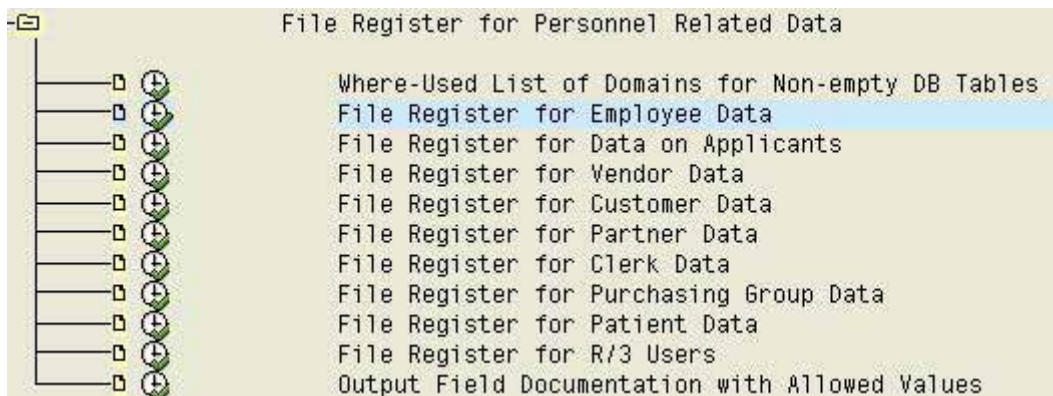 File Register for Personnel Related Data
Where-Used List of Domains for Non-empty DB Tables
File Register for Employee Data
File Register for Data on Applicants
File Register for Vendor Data
File Register for Customer Data
File Register for Partner Data
File Register for Clerk Data
File Register for Purchasing Group Data
File Register for Patient Data
File Register for R/3 Users
Output Field Documentation with Allowed Values